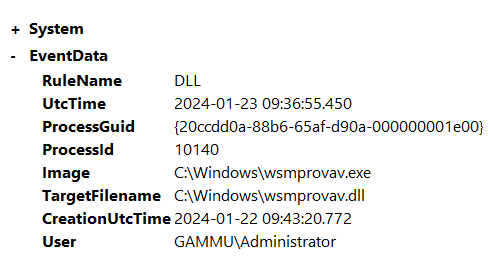 + System
- EventData
RuleName DLL
UtcTime 2024-01-23 09:36:55.450
ProcessGuid {20ccdd0a-88b6-65af-d90a-000000001e00}
ProcessId 10140
Image C:\Windows\wsmprovav.exe
TargetFilename C:\Windows\wsmprovav.dll
CreationUtcTime 2024-01-22 09:43:20.772
User GAMMU\Administrator